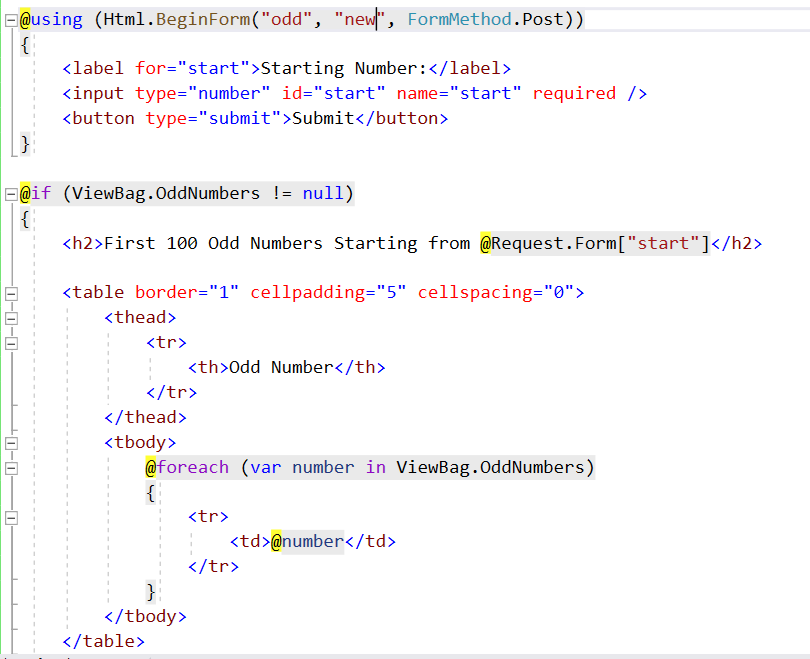 @using (Html.BeginForm("odd", "new", FormMethod.Post))
{
    <label for="start">Starting Number:</label>
    <input type="number" id="start" name="start" required />
    <button type="submit">Submit</button>
}

@if (ViewBag.OddNumbers != null)
{
    <h2>First 100 Odd Numbers Starting from @Request.Form["start"]</h2>

    <table border="1" cellpadding="5" cellspacing="0">
        <thead>
            <tr>
                <th>Odd Number</th>
            </tr>
        </thead>
        <tbody>
            @foreach (var number in ViewBag.OddNumbers)
            {
                <tr>
                    <td>@number</td>
                </tr>
            }
        </tbody>
    </table>